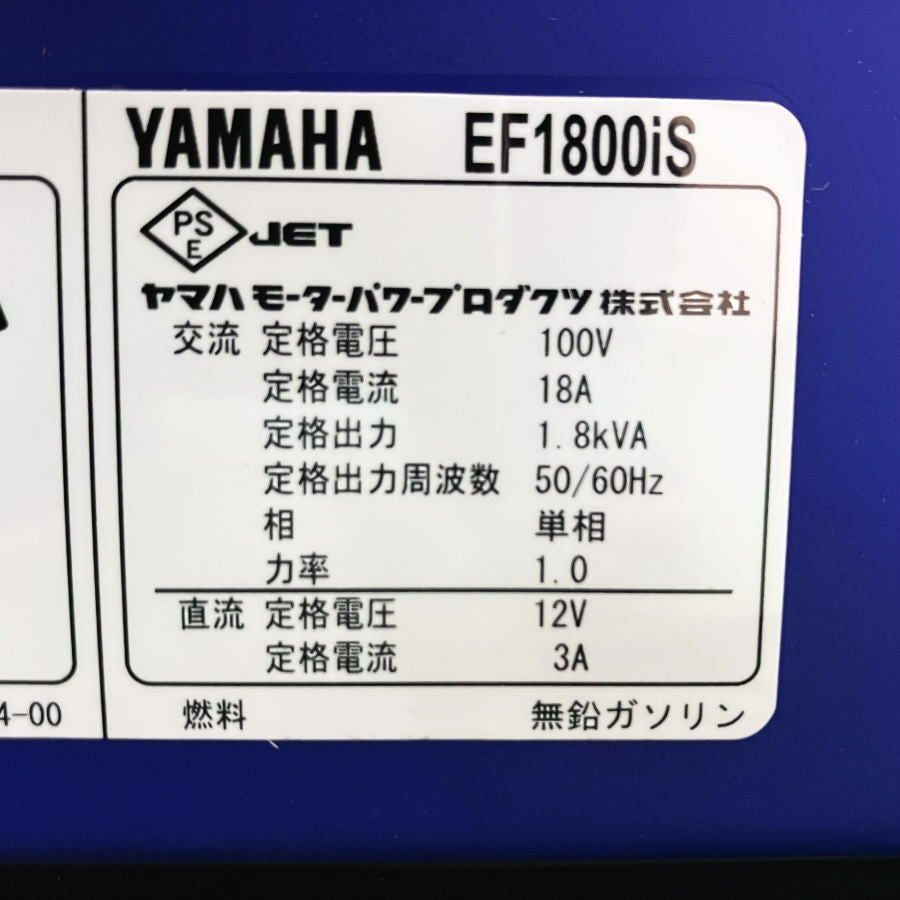 YAMAHA EF1800iS
PS
E
JET
ヤマハモーターパワープロダクツ株式会社
交流 定格電圧 100V
定格電流 18A
定格出力 1.8kVA
定格出力周波数 50/60Hz
相 単相
力率 1.0
直流 定格電圧 12V
定格電流 3A
4-00
燃料 無鉛ガソリン